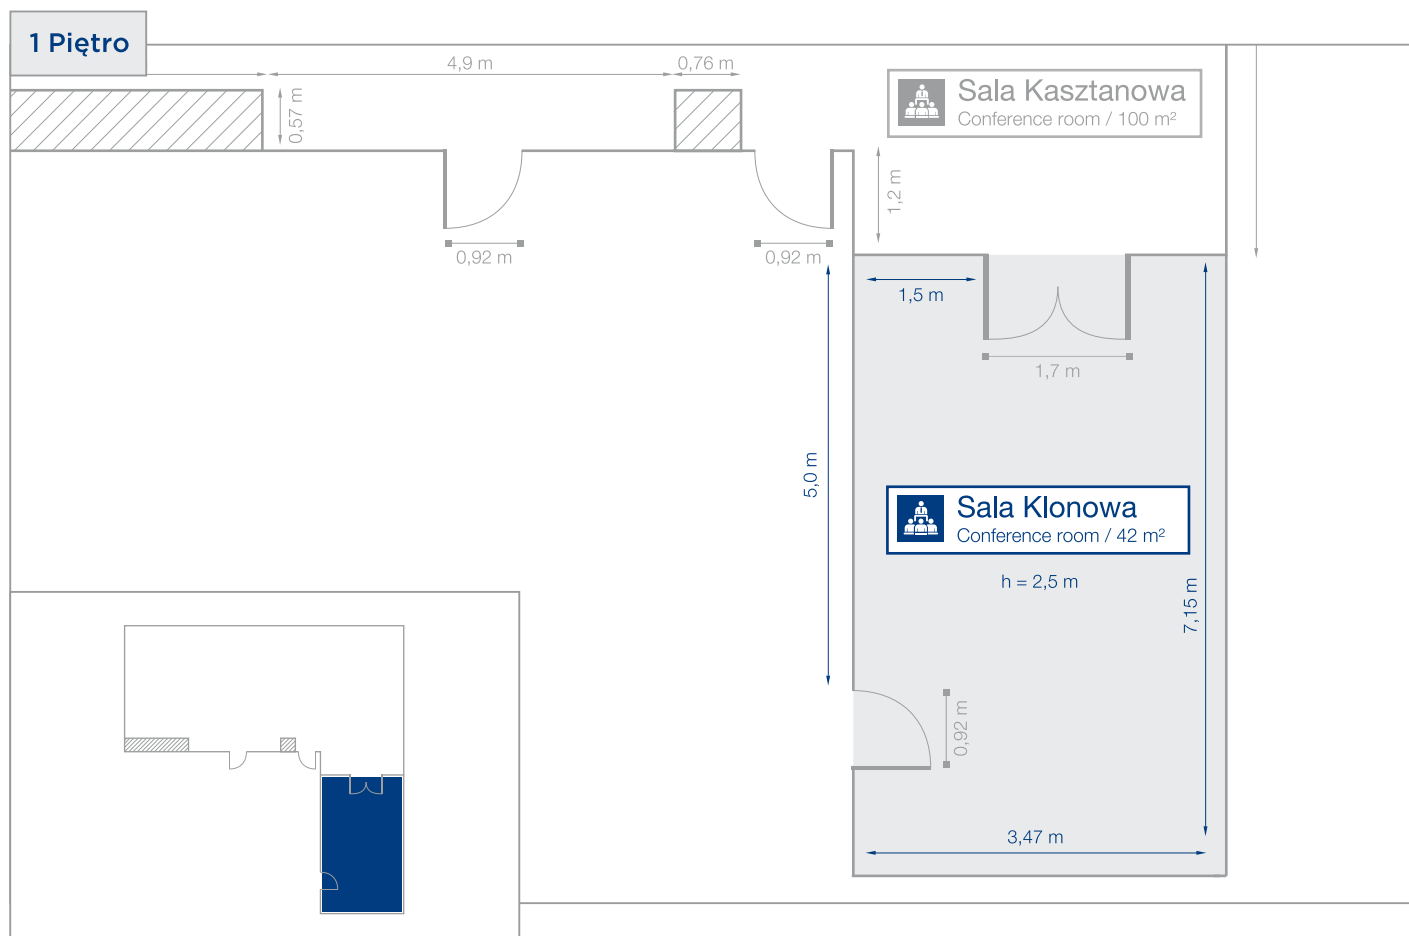 1 Piętro
4,9 m
0,76 m
0,57 m
Sala Kasztanowa
Conference room / 100 m²
1,2 m
0,92 m
0,92 m
1,5 m
1,7 m
5,0 m
Sala Klonowa
Conference room / 42 m²
h = 2,5 m
7,15 m
0,92 m
3,47 m